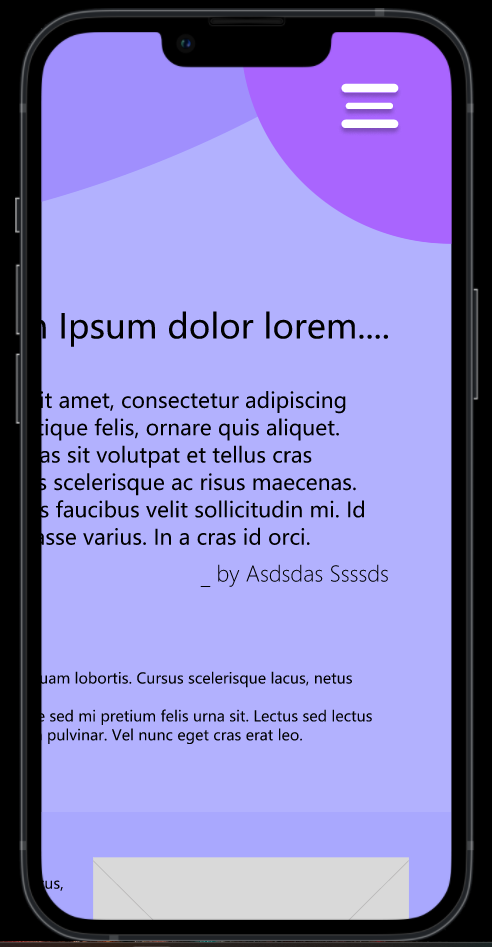 Ipsum dolor lorem....
it amet, consectetur adipiscing
tique felis, ornare quis aliquet.
as sit volutpat et tellus cras
s scelerisque ac risus maecenas.
s faucibus velit sollicitudin mi. Id
asse varius. In a cras id orci.
_ by Asdsdas Ssssds
uam lobortis. Cursus scelerisque lacus, netus
e sed mi pretium felis urna sit. Lectus sed lectus
pulvinar. Vel nunc eget cras erat leo.
us,